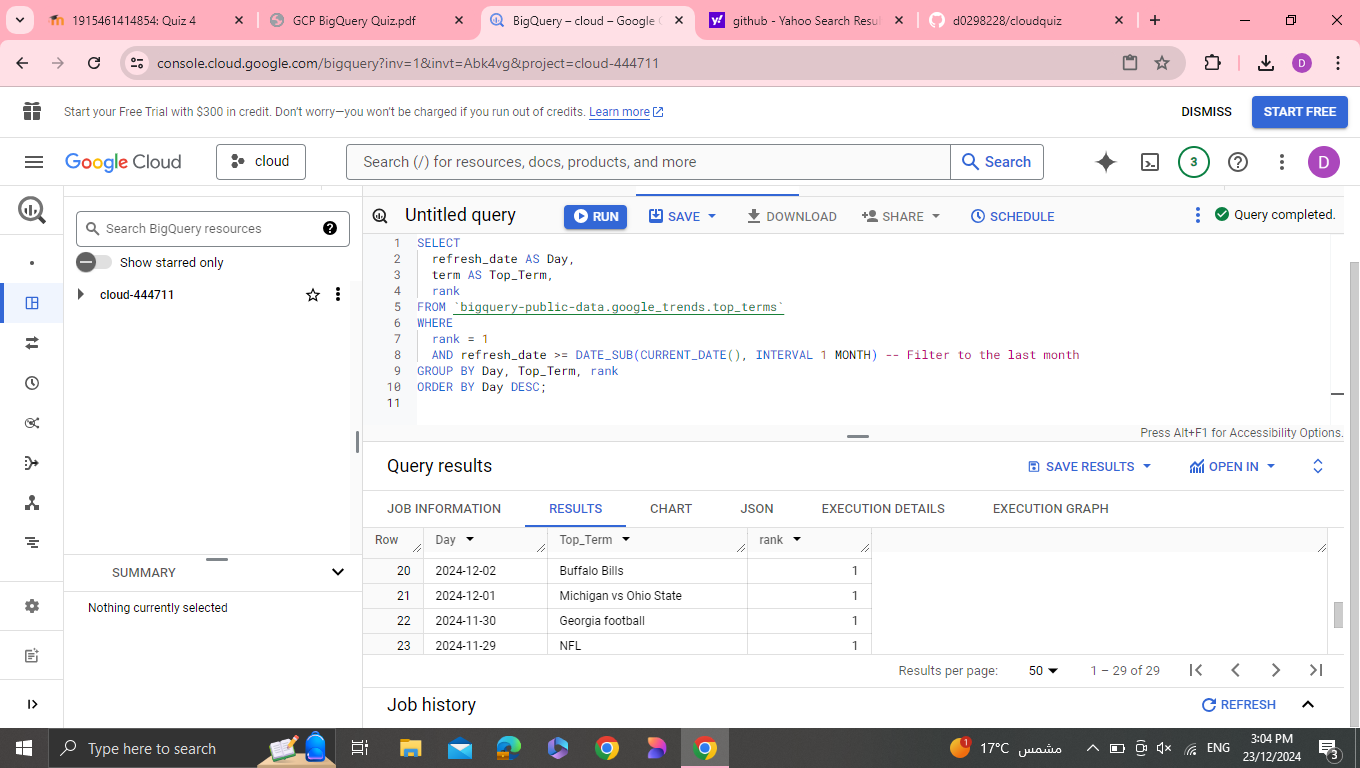 1915461414854: Quiz 4
GCP BigQuery Quiz.pdf
BigQuery – cloud – Google C
github - Yahoo Search Resul
d0298228/cloudquiz
console.cloud.google.com/bigquery?inv=1&invt=Abk4vg&project=cloud-444711
D
Start your Free Trial with $300 in credit. Don't worry—you won't be charged if you run out of credits. Learn more
DISMISS
START FREE
Google Cloud
cloud
Search (/) for resources, docs, products, and more
Search
3
D
Search BigQuery resources
Show starred only
cloud-444711
SUMMARY
Nothing currently selected
Untitled query
RUN
SAVE
DOWNLOAD
SHARE
SCHEDULE
Query completed.
1 SELECT
2 refresh_date AS Day,
3 term AS Top_Term,
4 rank
5 FROM `bigquery-public-data.google_trends.top_terms`
6 WHERE
7 rank = 1
8 AND refresh_date >= DATE_SUB(CURRENT_DATE(), INTERVAL 1 MONTH) -- Filter to the last month
9 GROUP BY Day, Top_Term, rank
10 ORDER BY Day DESC;
11
Press Alt+F1 for Accessibility Options.
Query results
SAVE RESULTS
OPEN IN
JOB INFORMATION
RESULTS
CHART
JSON
EXECUTION DETAILS
EXECUTION GRAPH
Row Day Top_Term rank
20 2024-12-02 Buffalo Bills 1
21 2024-12-01 Michigan vs Ohio State 1
22 2024-11-30 Georgia football 1
23 2024-11-29 NFL 1
Results per page: 50 1 – 29 of 29
Job history
REFRESH
Type here to search
1
17°C مشمس
ENG
3:04 PM
23/12/2024
3